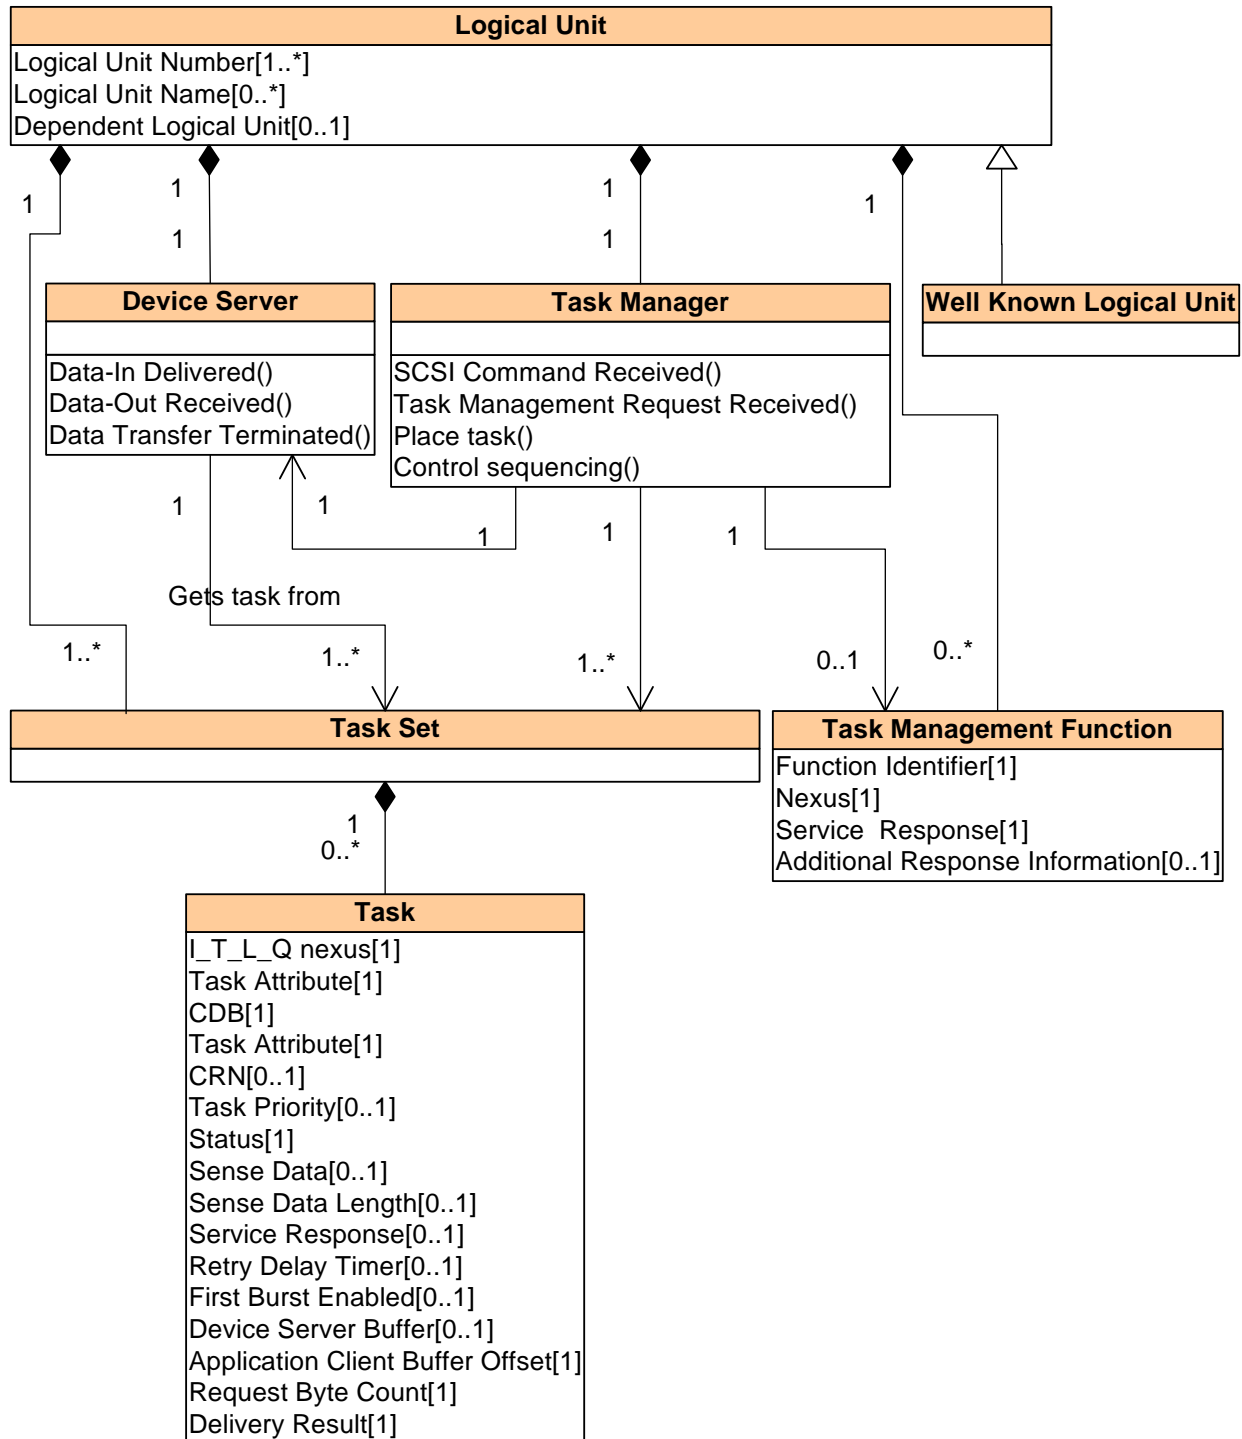 Logical Unit
Logical Unit Number[1..*]
Logical Unit Name[0..*]
Dependent Logical Unit[0..1]
1
1
1
1
1
1
Device Server
Task Manager
Well Known Logical Unit
Data-In Delivered()
Data-Out Received()
Data Transfer Terminated()
SCSI Command Received()
Task Management Request Received()
Place task()
Control sequencing()
1
1
1
1
1
Gets task from
1..*
1..*
1..*
0..1
0..*
Task Set
Task Management Function
Function Identifier[1]
Nexus[1]
Service  Response[1]
Additional Response Information[0..1]
1
0..*
Task
I_T_L_Q nexus[1]
Task Attribute[1]
CDB[1]
Task Attribute[1]
CRN[0..1]
Task Priority[0..1]
Status[1]
Sense Data[0..1]
Sense Data Length[0..1]
Service Response[0..1]
Retry Delay Timer[0..1]
First Burst Enabled[0..1]
Device Server Buffer[0..1]
Application Client Buffer Offset[1]
Request Byte Count[1]
Delivery Result[1]